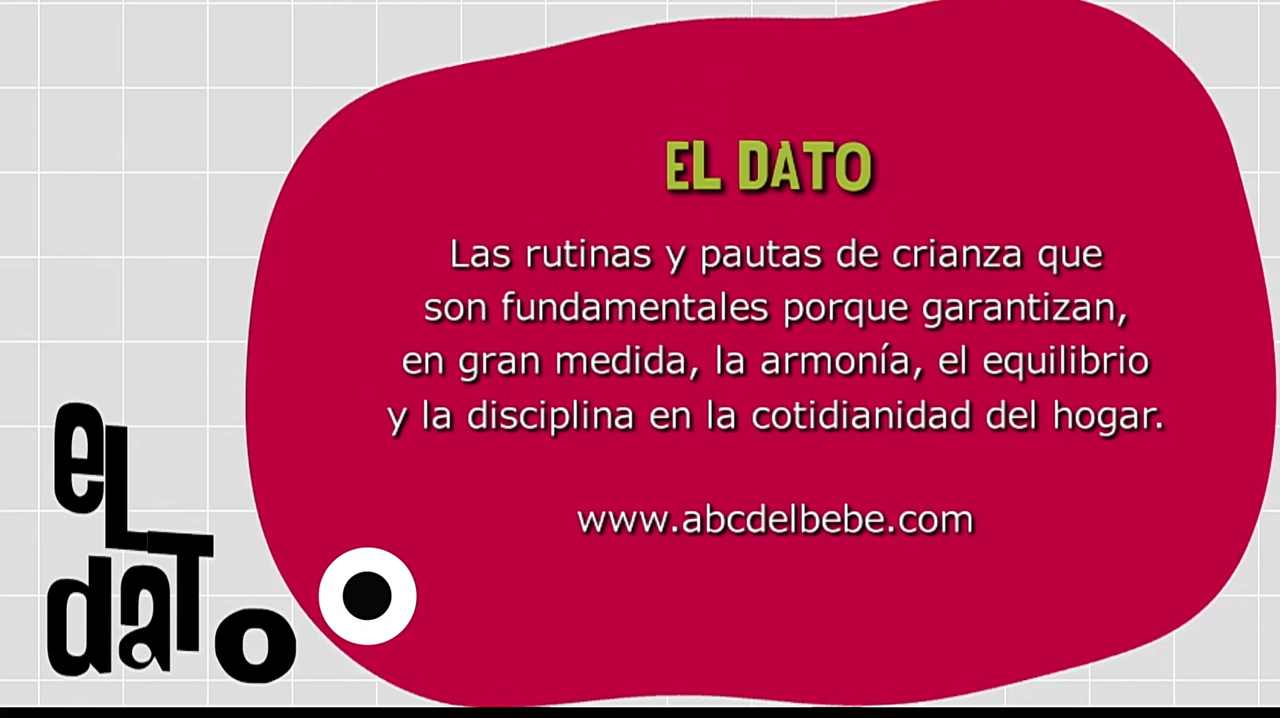 EL DATO
Las rutinas y pautas de crianza que
son fundamentales porque garantizan,
en gran medida, la armonía, el equilibrio
y la disciplina en la cotidianidad del hogar.
www.abcdelbebe.com
eL
daTo